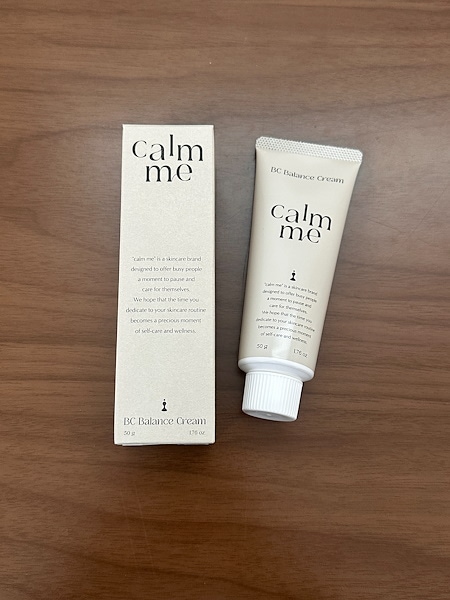 calm
me
"calm me" is a skincare brand
designed to offer busy people
a moment to pause and
care for themselves.
We hope that the time you
dedicate to your skincare routine
becomes a precious moment
of self-care and wellness.
BC Balance Cream
50 g 1.76 oz
BC Balance Cream
calm
me
"calm me" is a skincare brand
designed to offer busy people
a moment to pause and
care for themselves.
We hope that the time you
dedicate to your skincare routine
becomes a precious moment
of self-care and wellness.
50 g 1.76 oz